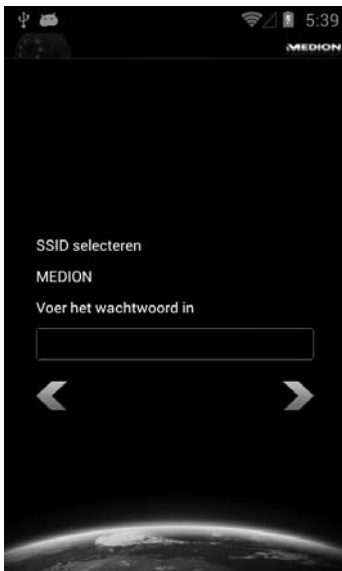 5:39
MEDION
SSID selecteren
MEDION
Voer het wachtwoord in